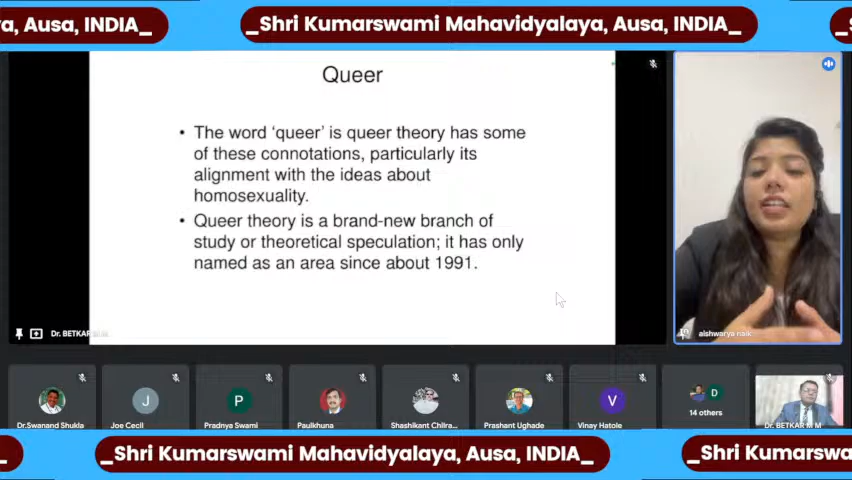 a, Ausa, INDIA_
_Shri Kumarswami Mahavidyalaya, Ausa, INDIA_
Queer
• The word ‘queer’ is queer theory has some
of these connotations, particularly its
alignment with the ideas about
homosexuality.
• Queer theory is a brand-new branch of
study or theoretical speculation; it has only
named as an area since about 1991.
Dr. BETKAR M M
aishwarya naik
J
P
V
D
Dr.Swanand Shukla
Joe Cecil
Pradnya Swami
Paulkhuna
Prashant Ughade
Vinay Hatole
14 others
Dr. BETKAR M M
_Shri Kumarswami Mahavidyalaya, Ausa, INDIA_
_Shri Kumarswa